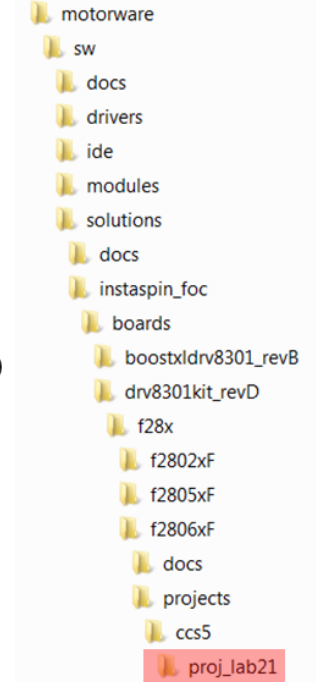 motorware
sw
docs
drivers
ide
modules
solutions
docs
instaspin_foc
boards
boostxldrv8301_revB
drv8301kit_revD
f28x
f2802xF
f2805xF
f2806xF
docs
projects
ccs5
proj_lab21